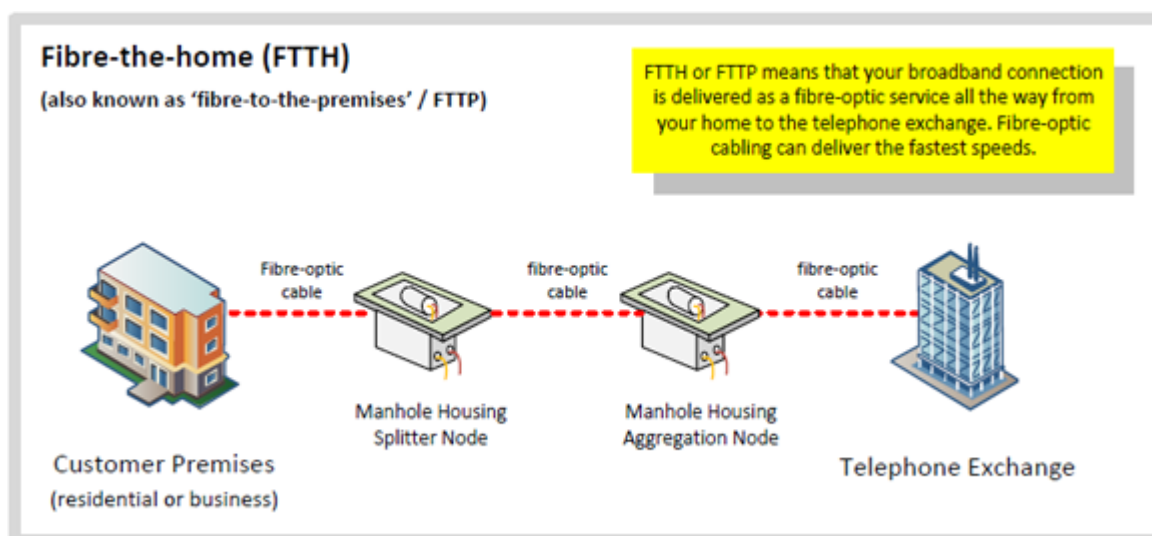 Fibre-the-home (FTTH)
(also known as ‘fibre-to-the-premises’ / FTTP)
FTTH or FTTP means that your broadband connection
is delivered as a fibre-optic service all the way from
your home to the telephone exchange. Fibre-optic
cabling can deliver the fastest speeds.
Fibre-optic
cable
fibre-optic
cable
fibre-optic
cable
Manhole Housing
Splitter Node
Manhole Housing
Aggregation Node
Customer Premises
(residential or business)
Telephone Exchange